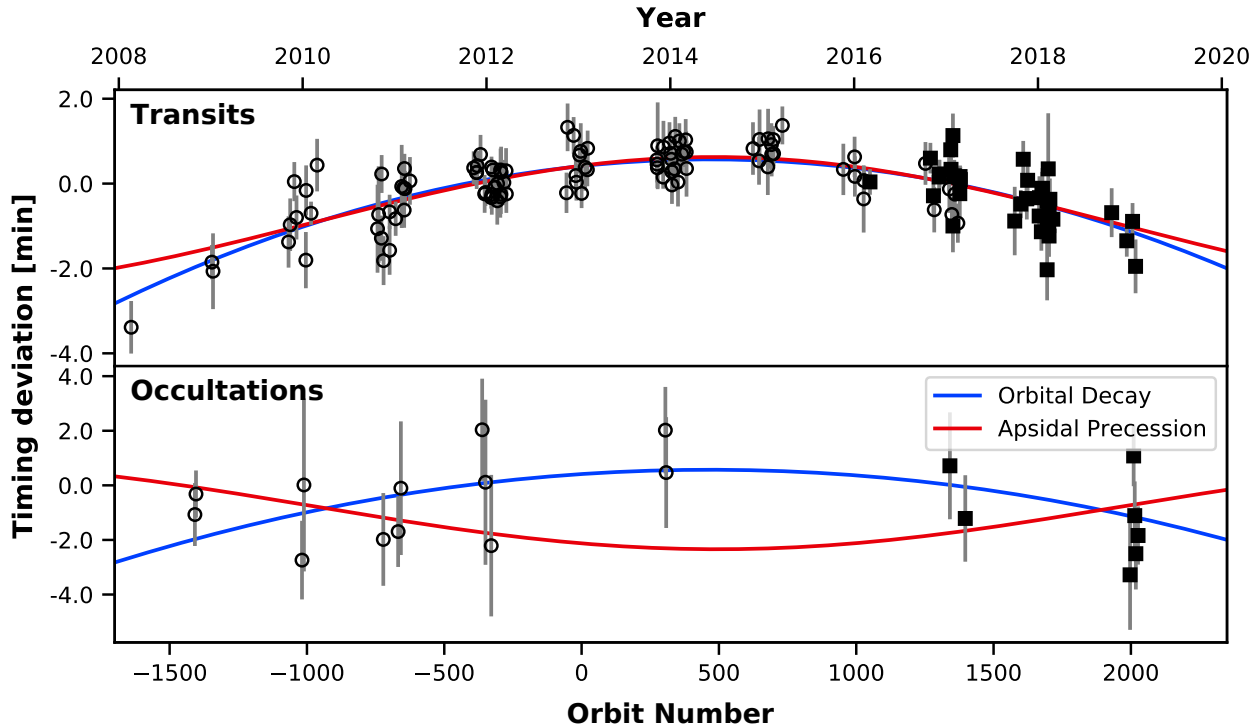 Year
2008 2010 2012 2014 2016 2018 2020
Transits
2.0
0.0
-2.0
-4.0
Timing deviation [min]
Occultations
4.0
2.0
0.0
-2.0
-4.0
Orbital Decay
Apsidal Precession
−1500 −1000 −500 0 500 1000 1500 2000
Orbit Number